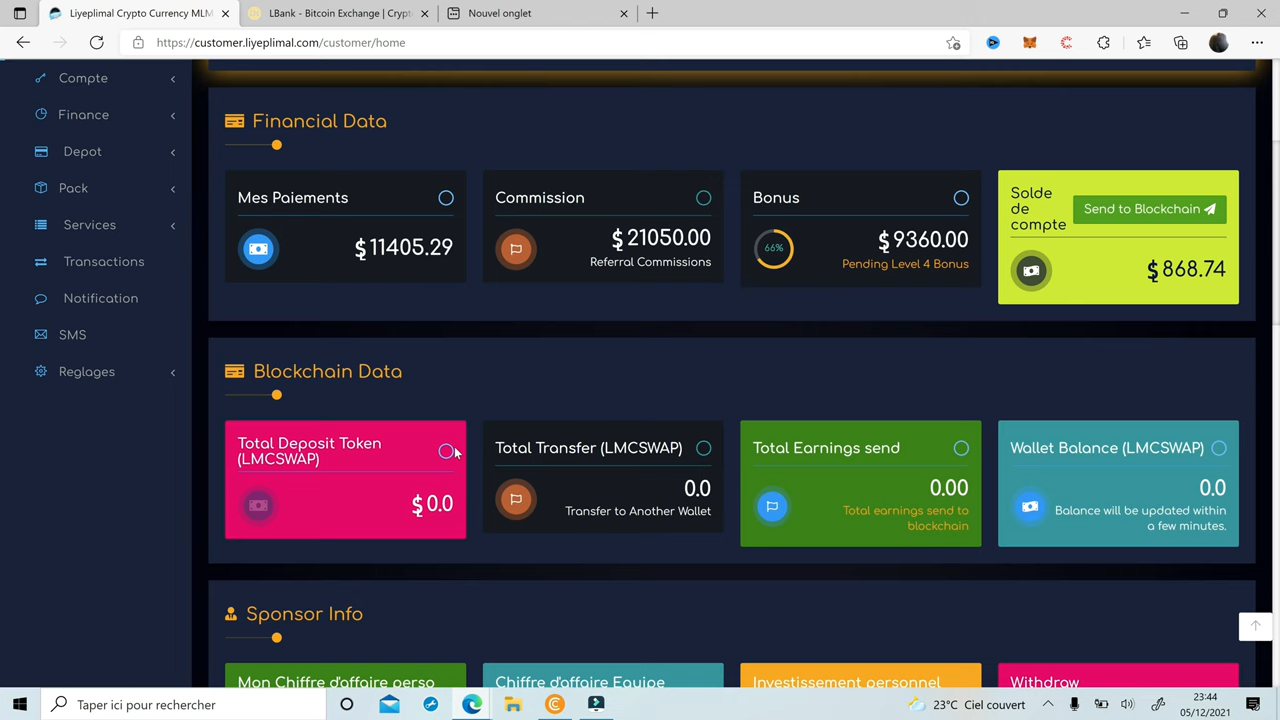 Liyeplimal Crypto Currency MLM
LBank - Bitcoin Exchange | Crypt
Nouvel onglet
https://customer.liyeplimal.com/customer/home
Compte
Finance
Depot
Pack
Services
Transactions
Notification
SMS
Reglages
Financial Data
Mes Paiements
$11405.29
Commission
$21050.00
Referral Commissions
Bonus
66%
$9360.00
Pending Level 4 Bonus
Solde
de
compte
Send to Blockchain
$868.74
Blockchain Data
Total Deposit Token
(LMCSWAP)
$0.0
Total Transfer (LMCSWAP)
0.0
Transfer to Another Wallet
Total Earnings send
0.00
Total earnings send to
blockchain
Wallet Balance (LMCSWAP)
0.0
Balance will be updated within
a few minutes.
Sponsor Info
Mon Chiffre d'affaire perso
Chiffre d'affaire Equipe
Investissement personnel
Withdraw
Taper ici pour rechercher
23°C Ciel couvert
23:44
05/12/2021